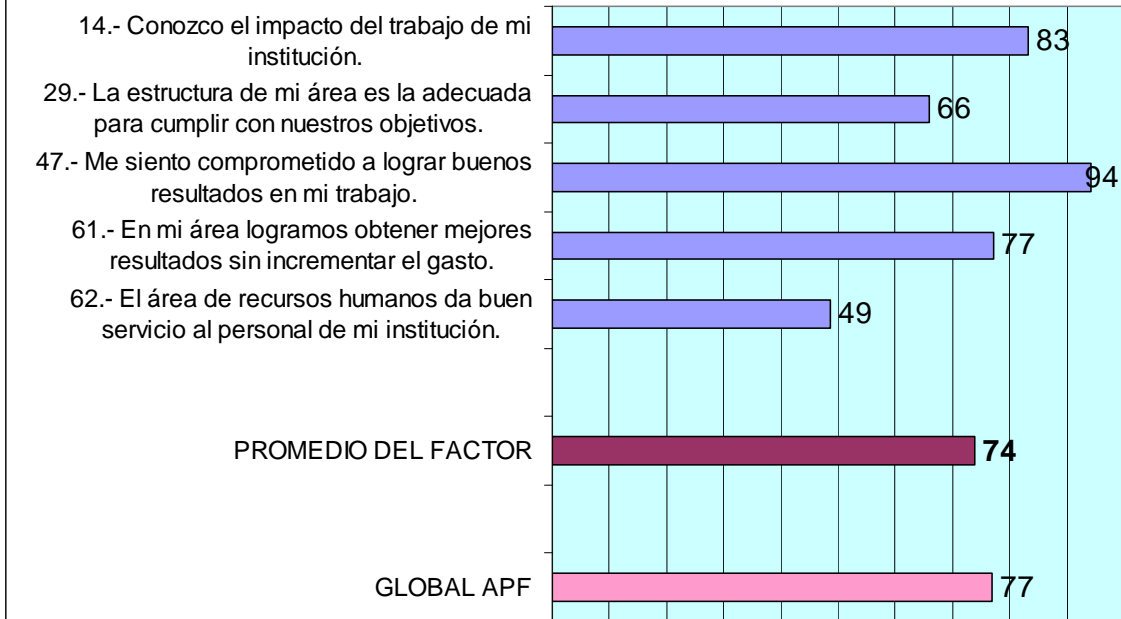 14.- Conozco el impacto del trabajo de mi
institución.
83
29.- La estructura de mi área es la adecuada
para cumplir con nuestros objetivos.
66
47.- Me siento comprometido a lograr buenos
resultados en mi trabajo.
94
61.- En mi área logramos obtener mejores
resultados sin incrementar el gasto.
77
62.- El área de recursos humanos da buen
servicio al personal de mi institución.
49
PROMEDIO DEL FACTOR
74
GLOBAL APF
77